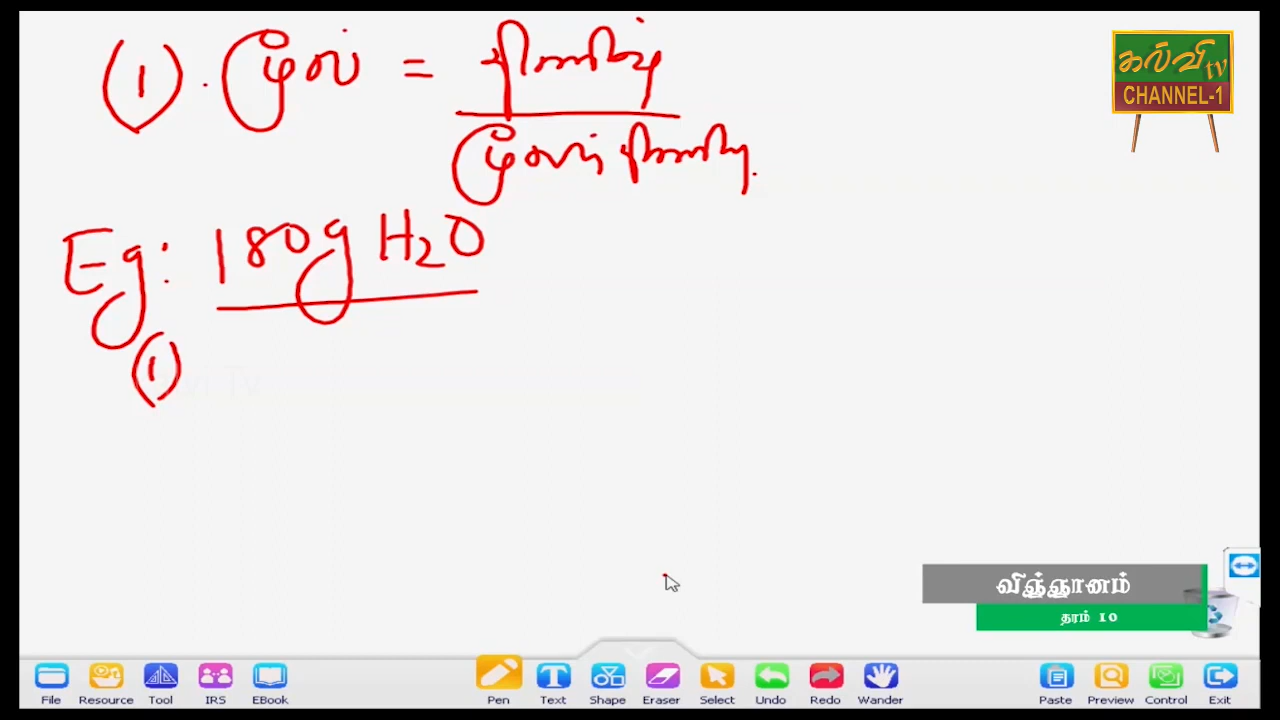 (1). மூல் = திணிவு
மூலர் திணிவு.
Eg: 180g H₂O
(1)
கல்வி tv
CHANNEL-1
விஞ்ஞானம்
தரம் 10
File Resource Tool IRS EBook Pen Text Shape Eraser Select Undo Redo Wander Paste Preview Control Exit